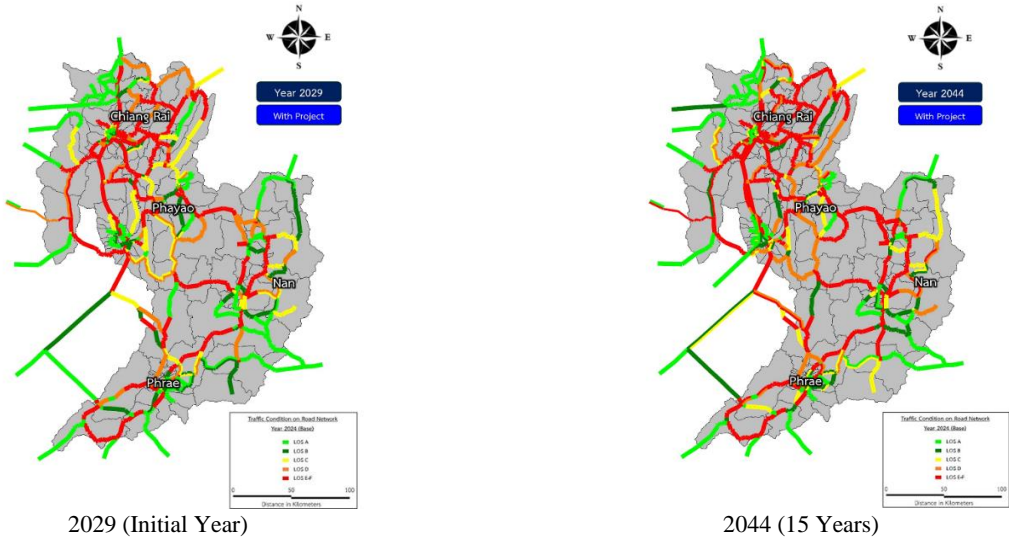 N
W
E
S
Year 2029
With Project
Chiang Rai
Phayao
Nan
Phrae
Traffic Condition on Road Network
Year 2024 (Base)
LOS A
LOS B
LOS C
LOS D
LOS E-F
0
50
100
Distance in Kilometers
2029 (Initial Year)
N
W
E
S
Year 2044
With Project
Chiang Rai
Phayao
Nan
Phrae
Traffic Condition on Road Network
Year 2024 (Base)
LOS A
LOS B
LOS C
LOS D
LOS E-F
0
50
100
Distance in Kilometers
2044 (15 Years)